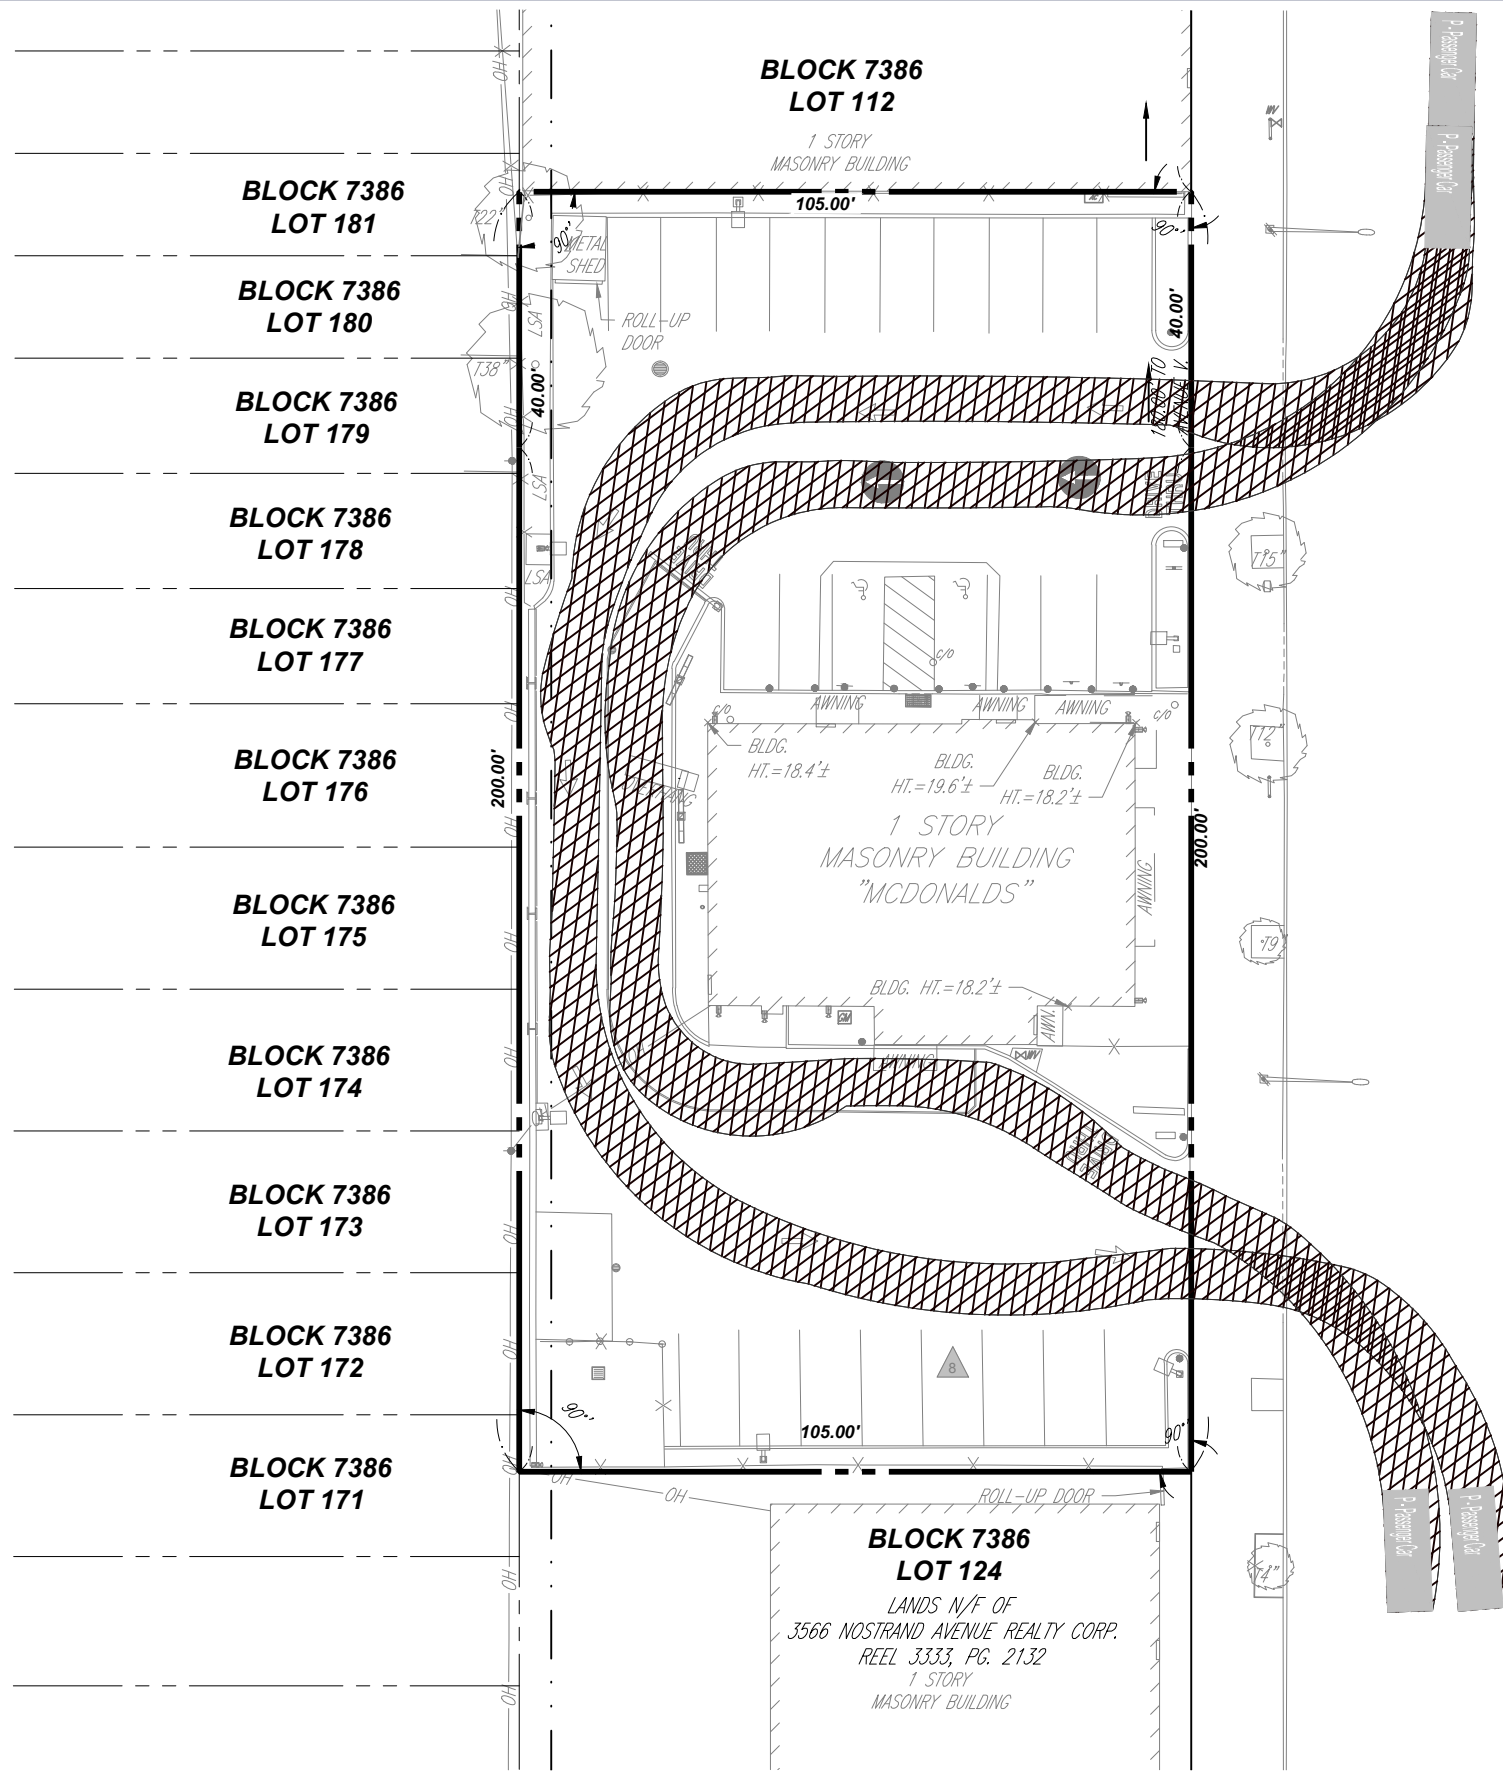 P - Passenger Car
P - Passenger Car
BLOCK 7386
LOT 112
1 STORY
MASONRY BUILDING
105.00'
BLOCK 7386
LOT 181
T22"
90°
METAL
SHED
90°
40.00'
BLOCK 7386
LOT 180
LSA
ROLL-UP
DOOR
T38"
40.00'
BLOCK 7386
LOT 179
LSA
BLOCK 7386
LOT 178
LSA
T15"
BLOCK 7386
LOT 177
c/o
AWNING
AWNING
AWNING
c/o
c/o
T12"
BLOCK 7386
LOT 176
200.00'
BLDG.
HT.=18.4'±
BLDG.
HT.=19.6'±
BLDG.
HT.=18.2'±
1 STORY
MASONRY BUILDING
"MCDONALDS"
200.00'
AWNING
BLOCK 7386
LOT 175
T9
BLDG. HT.=18.2'±
AWN.
AWNING
BLOCK 7386
LOT 174
BLOCK 7386
LOT 173
BLOCK 7386
LOT 172
8
90°
105.00'
90°
BLOCK 7386
LOT 171
OH
OH
ROLL-UP DOOR
P - Passenger Car
P - Passenger Car
BLOCK 7386
LOT 124
T4"
LANDS N/F OF
3566 NOSTRAND AVENUE REALTY CORP.
REEL 3333, PG. 2132
1 STORY
MASONRY BUILDING